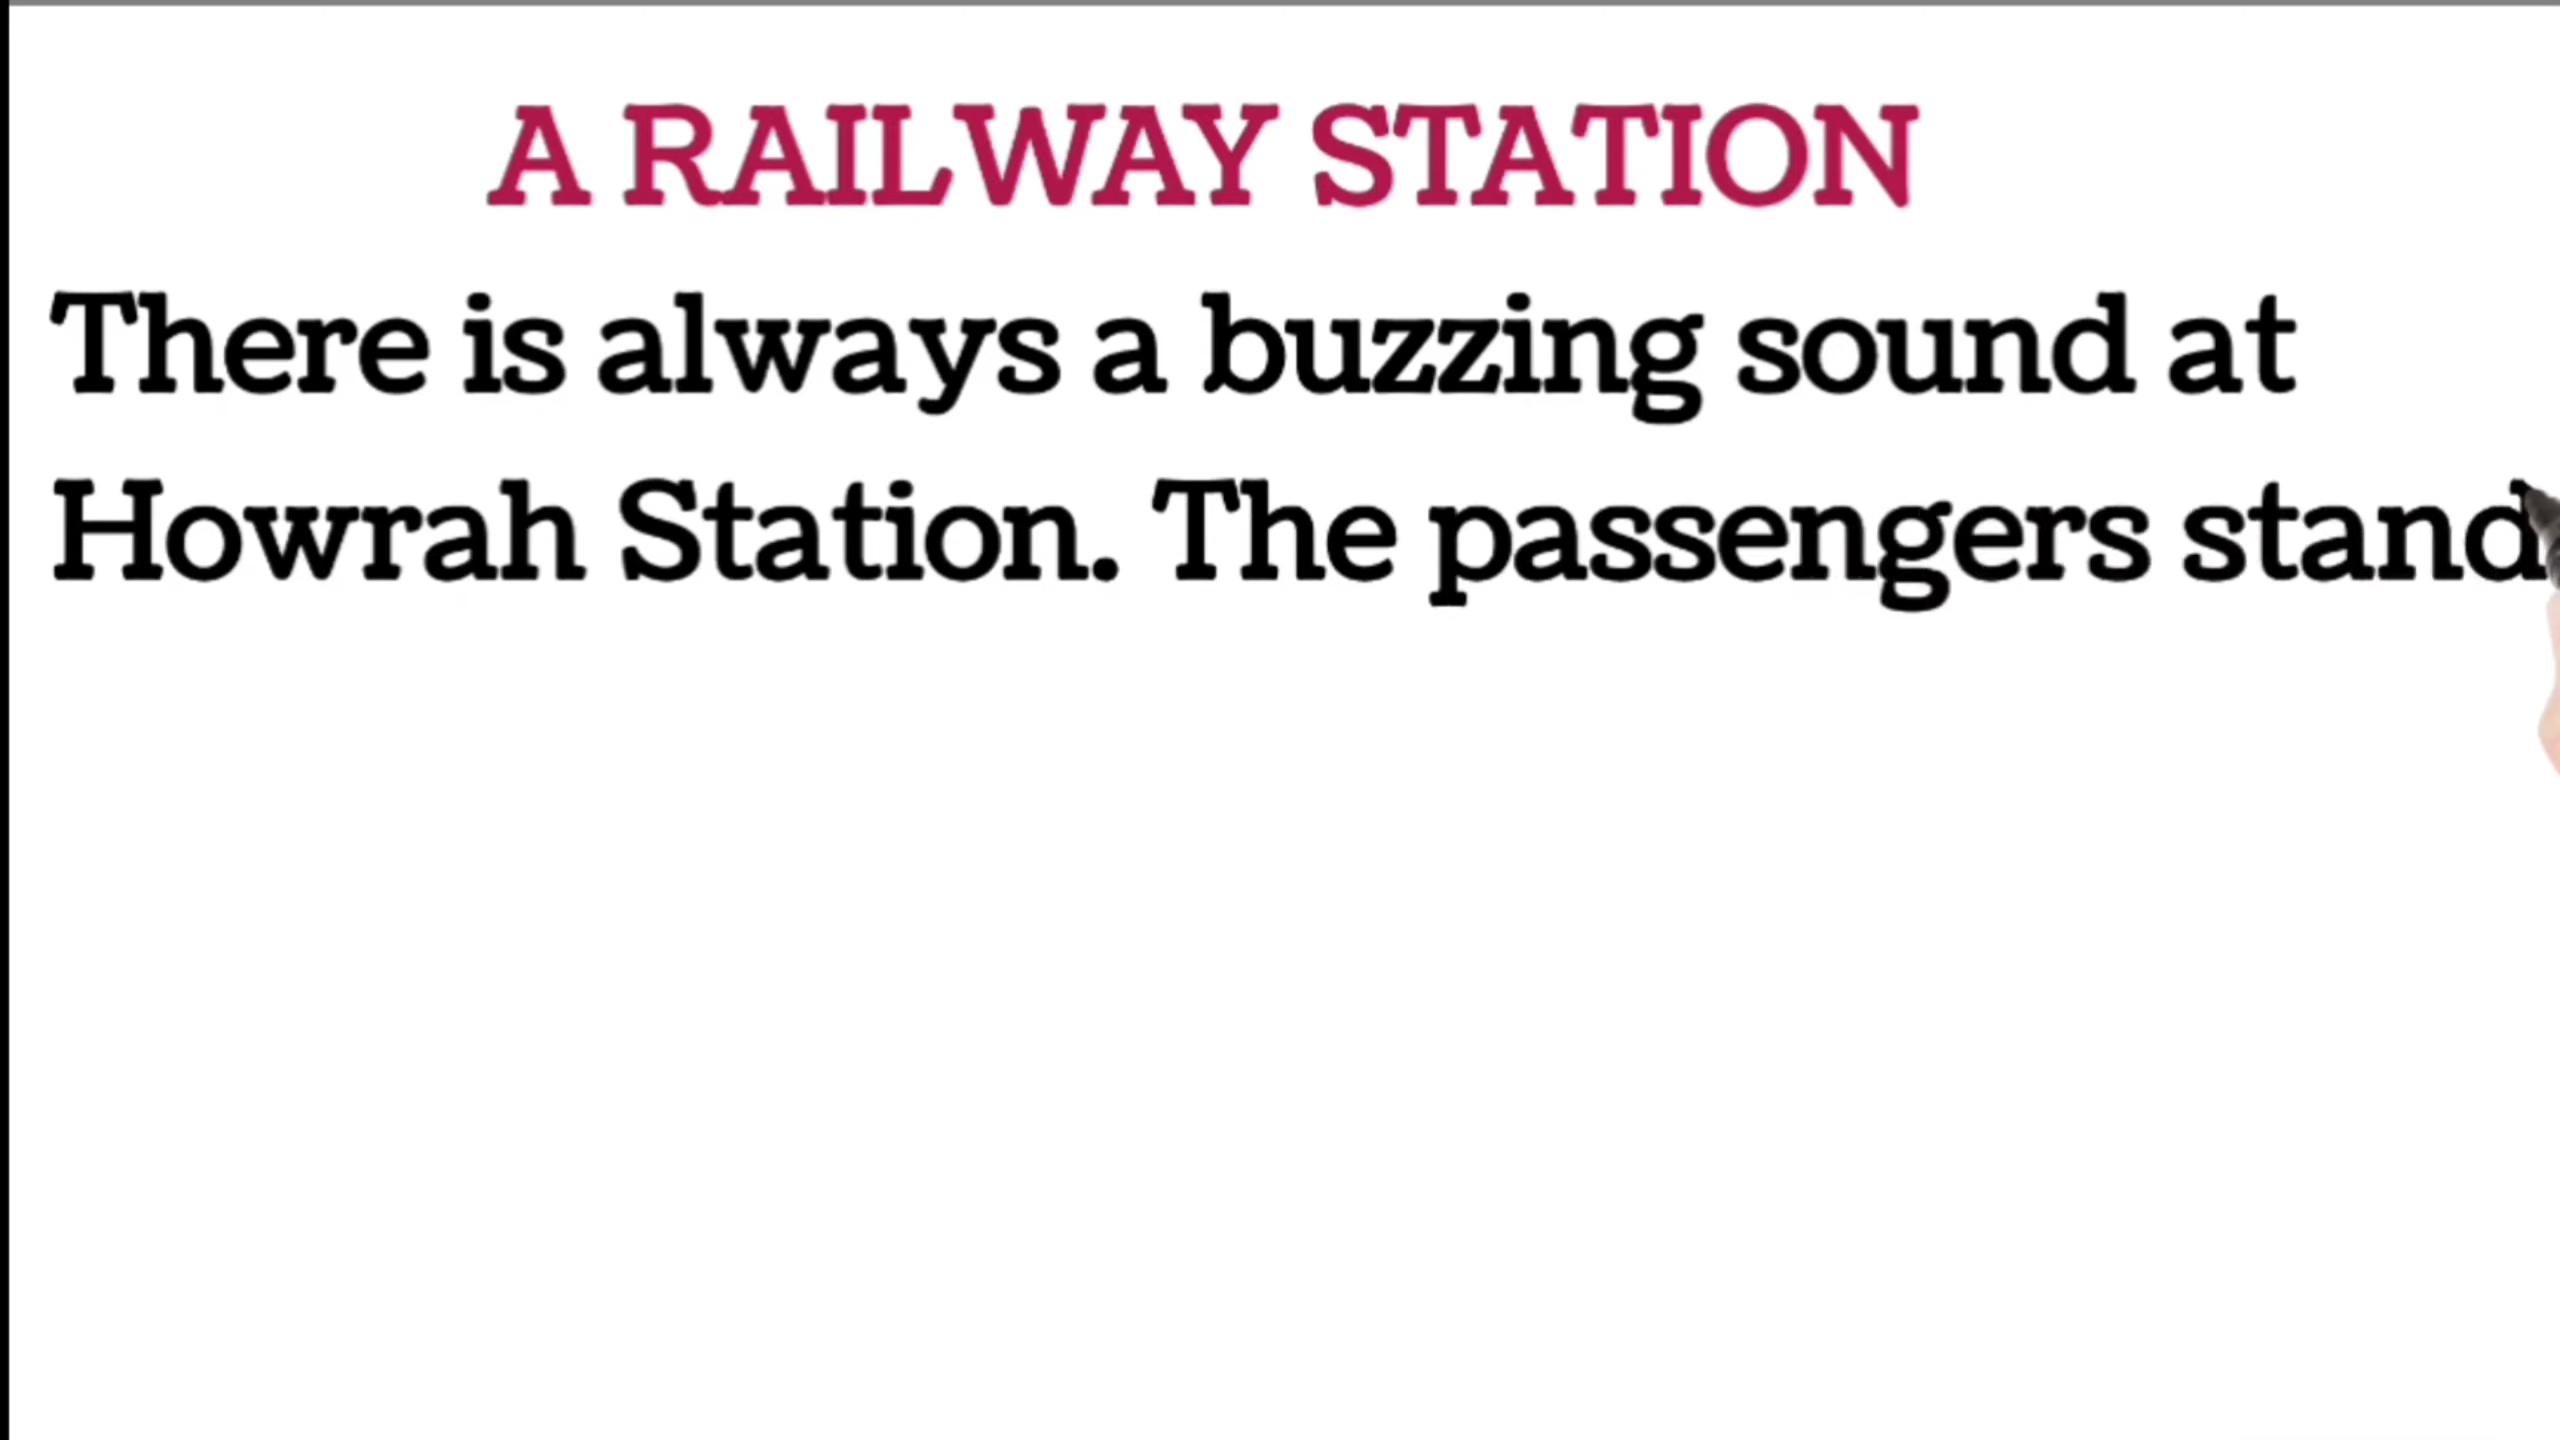 A RAILWAY STATION
There is always a buzzing sound at
Howrah Station. The passengers stand